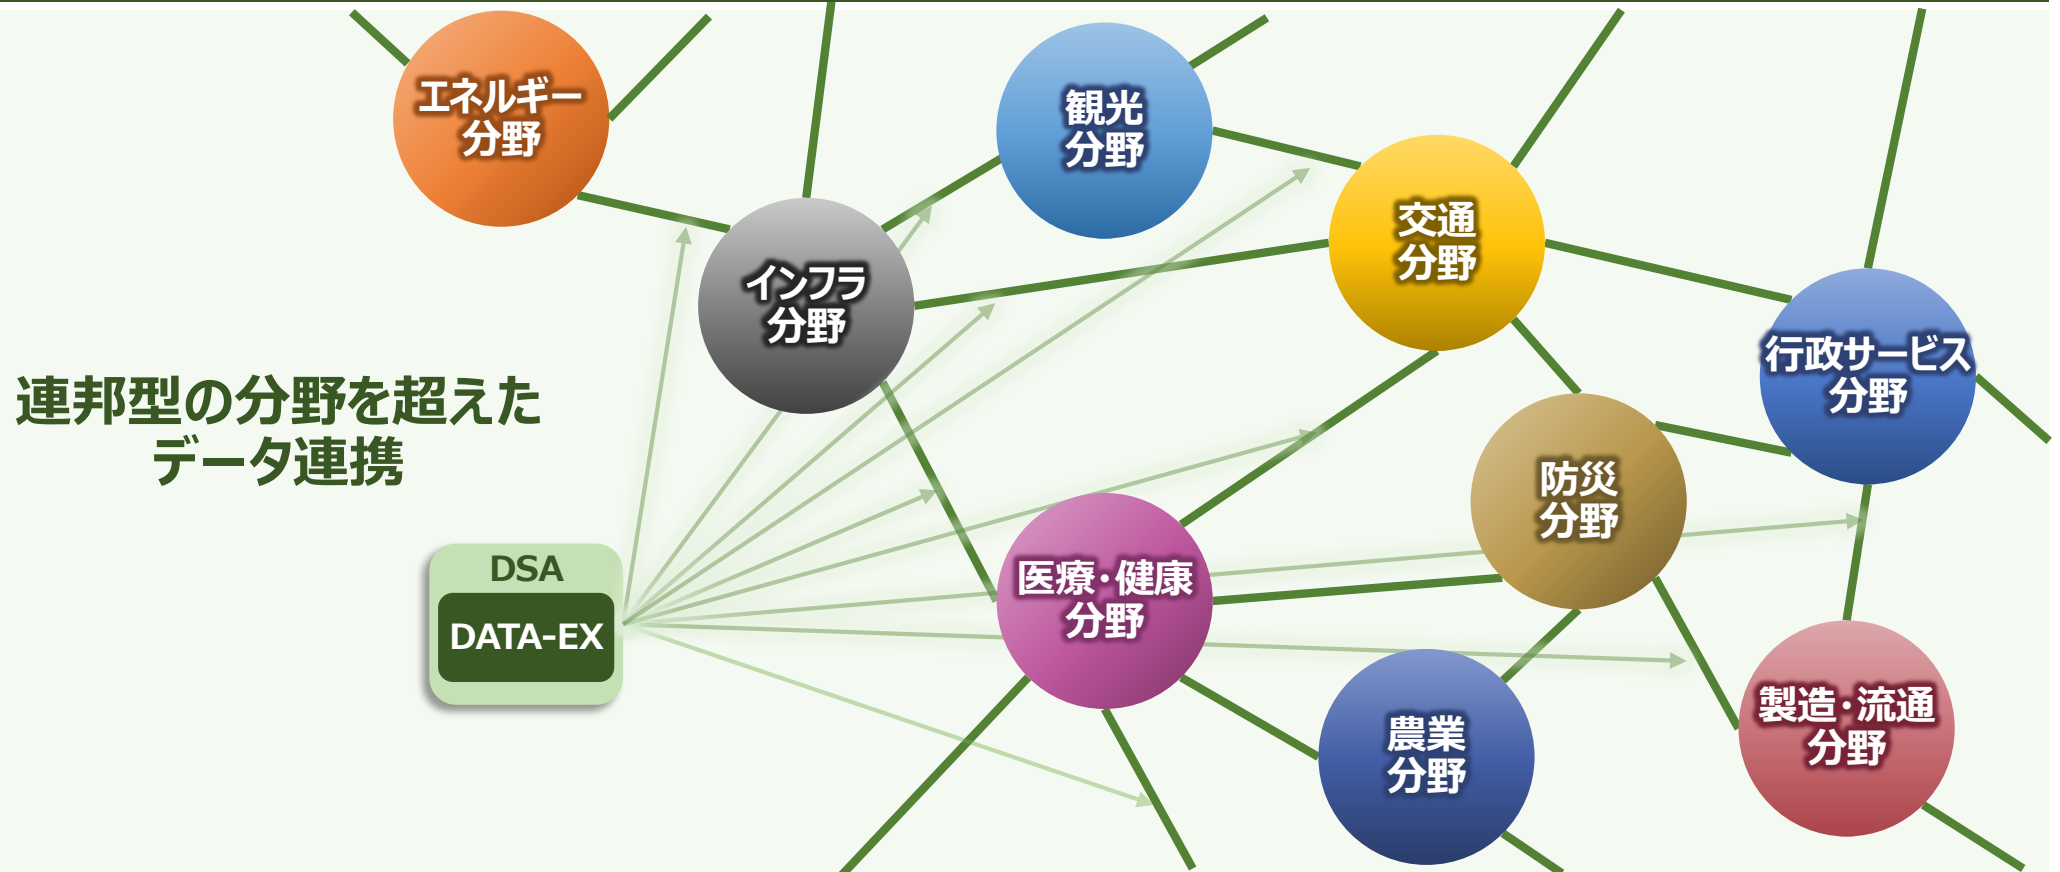 エネルギー
分野
観光
分野
交通
分野
インフラ
分野
行政サービス
分野
連邦型の分野を超えた
データ連携
防災
分野
DSA
DATA-EX
医療・健康
分野
農業
分野
製造・流通
分野